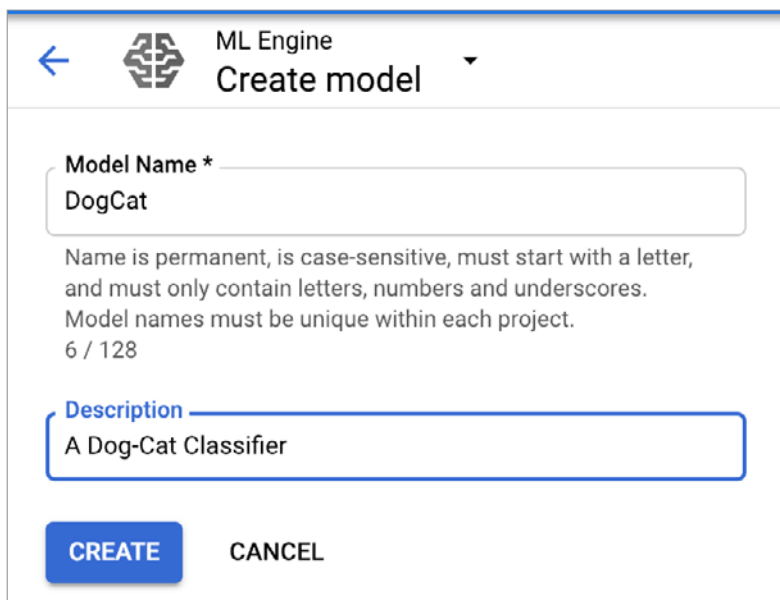 ML Engine
Create model
Model Name *
DogCat
Name is permanent, is case-sensitive, must start with a letter,
and must only contain letters, numbers and underscores.
Model names must be unique within each project.
6 / 128
Description
A Dog-Cat Classifier
CREATE CANCEL